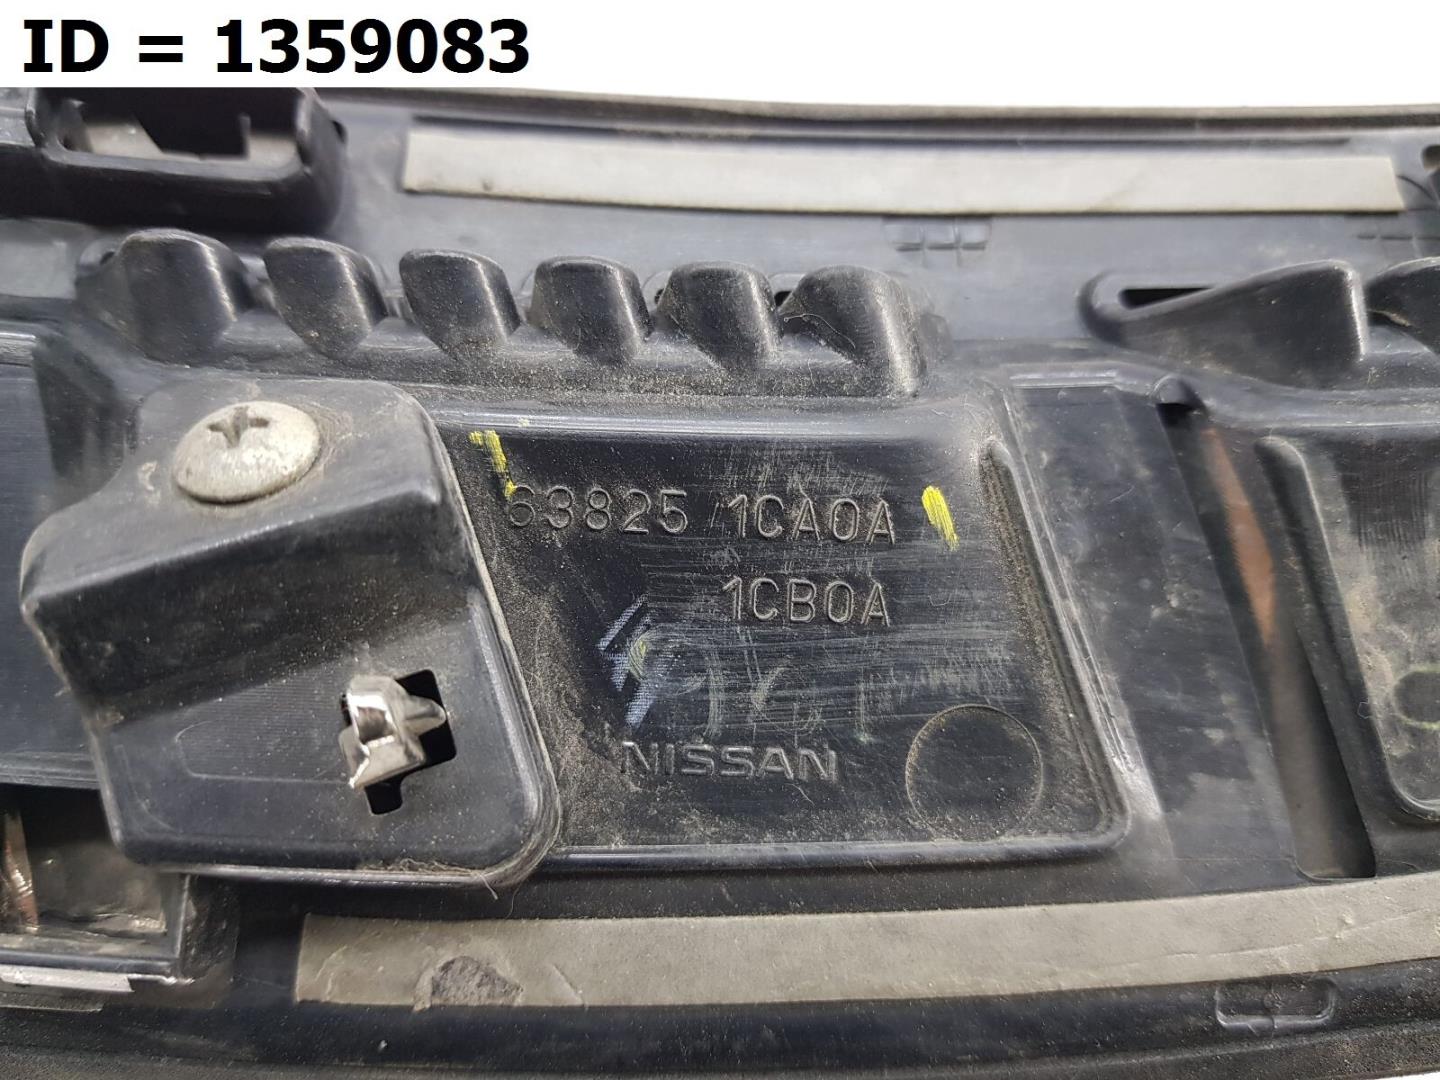 ID = 1359083
63825 1CA0A
1CB0A
NISSAN